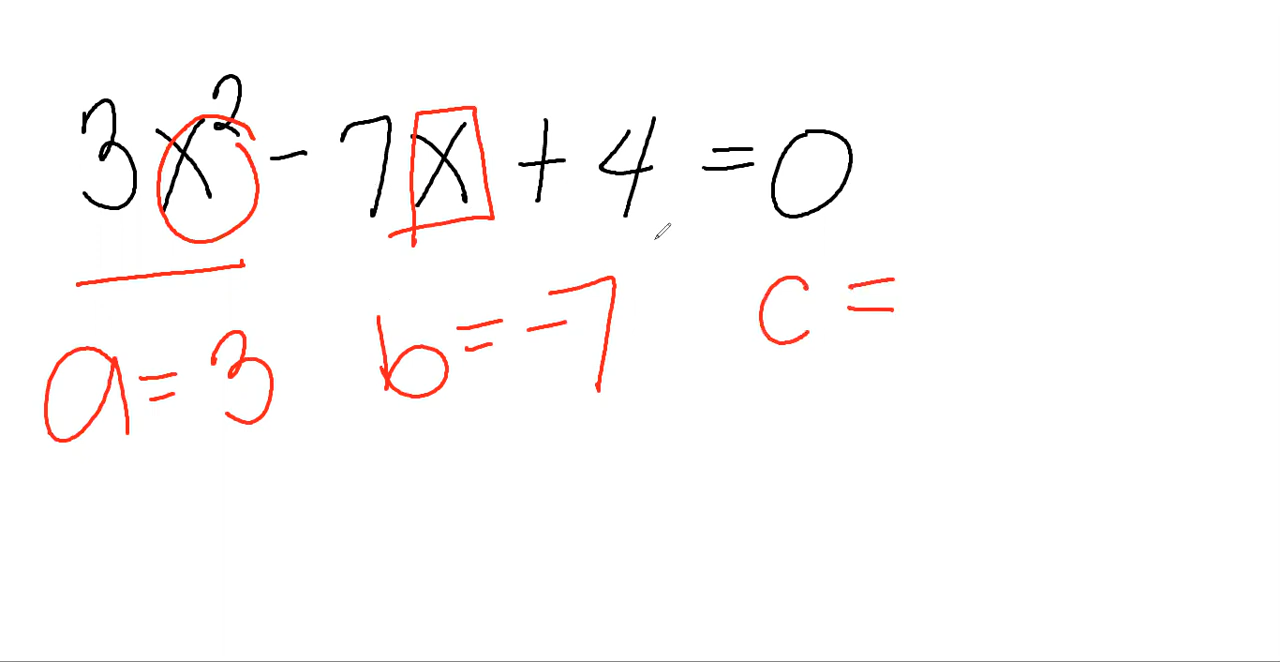 3x² - 7x + 4 = 0
a = 3 b = -7 c =